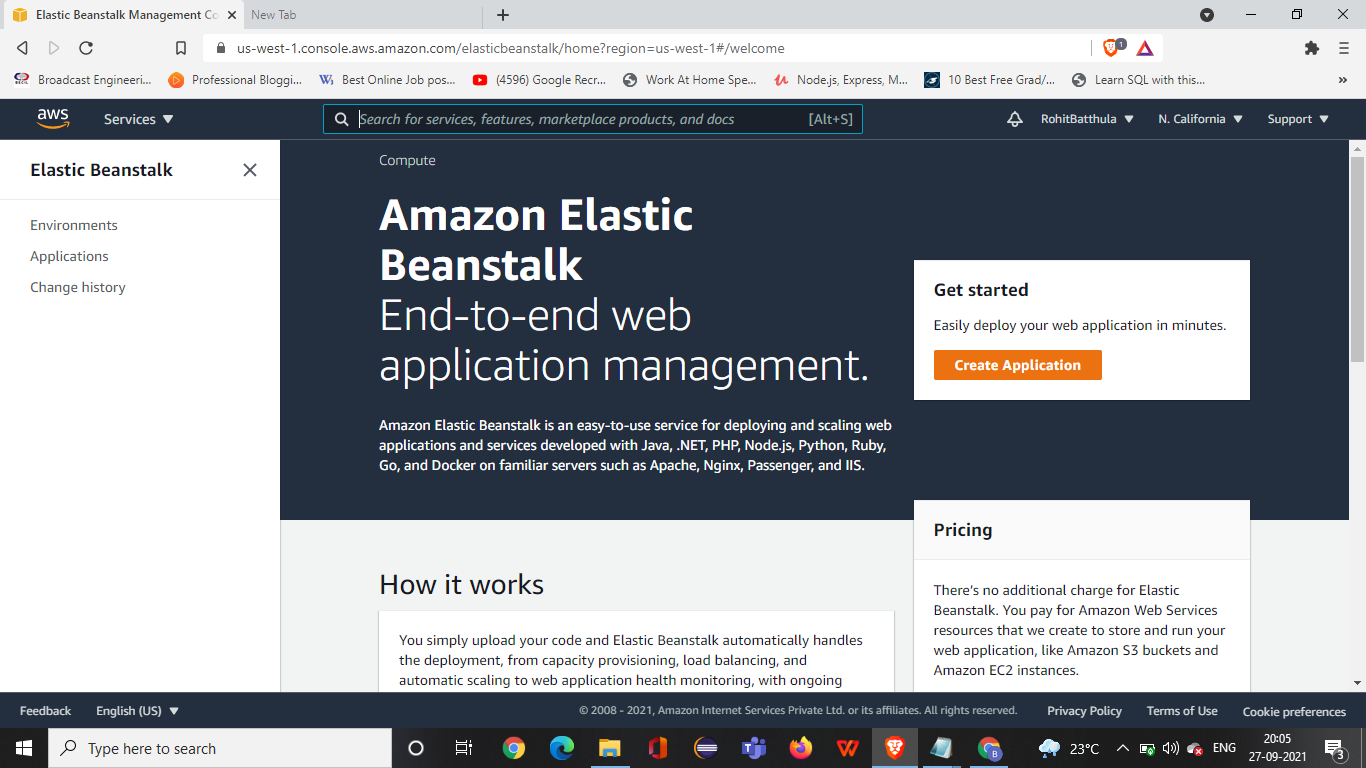 Elastic Beanstalk Management Co
New Tab
us-west-1.console.aws.amazon.com/elasticbeanstalk/home?region=us-west-1#/welcome
1
Broadcast Engineeri...
Professional Bloggi...
Best Online Job pos...
(4596) Google Recr...
Work At Home Spe...
Node.js, Express, M...
10 Best Free Grad/...
Learn SQL with this...
»
aws
Services
Search for services, features, marketplace products, and docs
[Alt+S]
RohitBatthula
N. California
Support
Elastic Beanstalk
Environments
Applications
Change history
Compute
Amazon Elastic
Beanstalk
End-to-end web
application management.
Amazon Elastic Beanstalk is an easy-to-use service for deploying and scaling web
applications and services developed with Java, .NET, PHP, Node.js, Python, Ruby,
Go, and Docker on familiar servers such as Apache, Nginx, Passenger, and IIS.
Get started
Easily deploy your web application in minutes.
Create Application
How it works
You simply upload your code and Elastic Beanstalk automatically handles
the deployment, from capacity provisioning, load balancing, and
automatic scaling to web application health monitoring, with ongoing
Pricing
There's no additional charge for Elastic
Beanstalk. You pay for Amazon Web Services
resources that we create to store and run your
web application, like Amazon S3 buckets and
Amazon EC2 instances.
Feedback
English (US)
© 2008 - 2021, Amazon Internet Services Private Ltd. or its affiliates. All rights reserved.
Privacy Policy
Terms of Use
Cookie preferences
Type here to search
23°C
ENG
20:05
27-09-2021
3